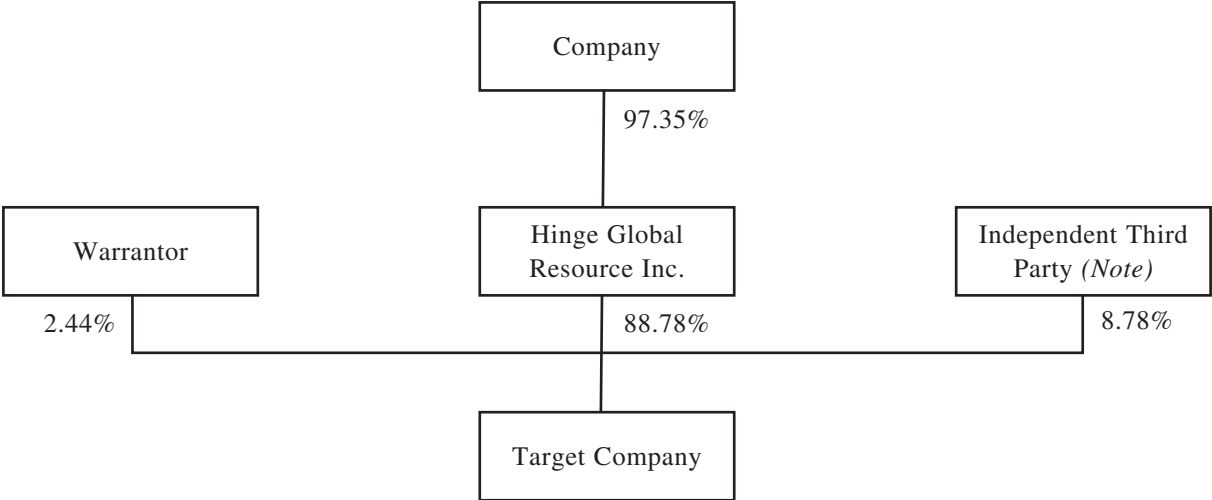 Company
97.35%
Warrantor
Hinge Global
Resource Inc.
Independent Third
Party (Note)
2.44%
88.78%
8.78%
Target Company